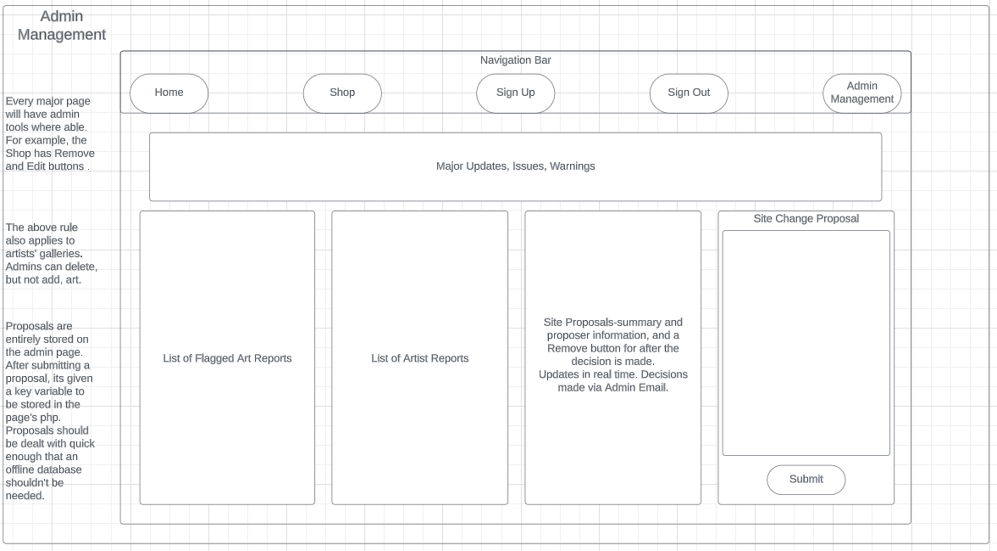 Admin
Management
Navigation Bar
Home
Shop
Sign Up
Sign Out
Admin
Management
Every major page
will have admin
tools where able.
For example, the
Shop has Remove
and Edit buttons .
The above rule
also applies to
artists' galleries.
Admins can delete,
but not add, art.
Proposals are
entirely stored on
the admin page.
After submitting a
proposal, its given
a key variable to
be stored in the
page's php.
Proposals should
be dealt with quick
enough that an
offline database
shouldn't be
needed.
Major Updates, Issues, Warnings
List of Flagged Art Reports
List of Artist Reports
Site Proposals-summary and
proposer information, and a
Remove button for after the
decision is made.
Updates in real time. Decisions
made via Admin Email.
Site Change Proposal
Submit